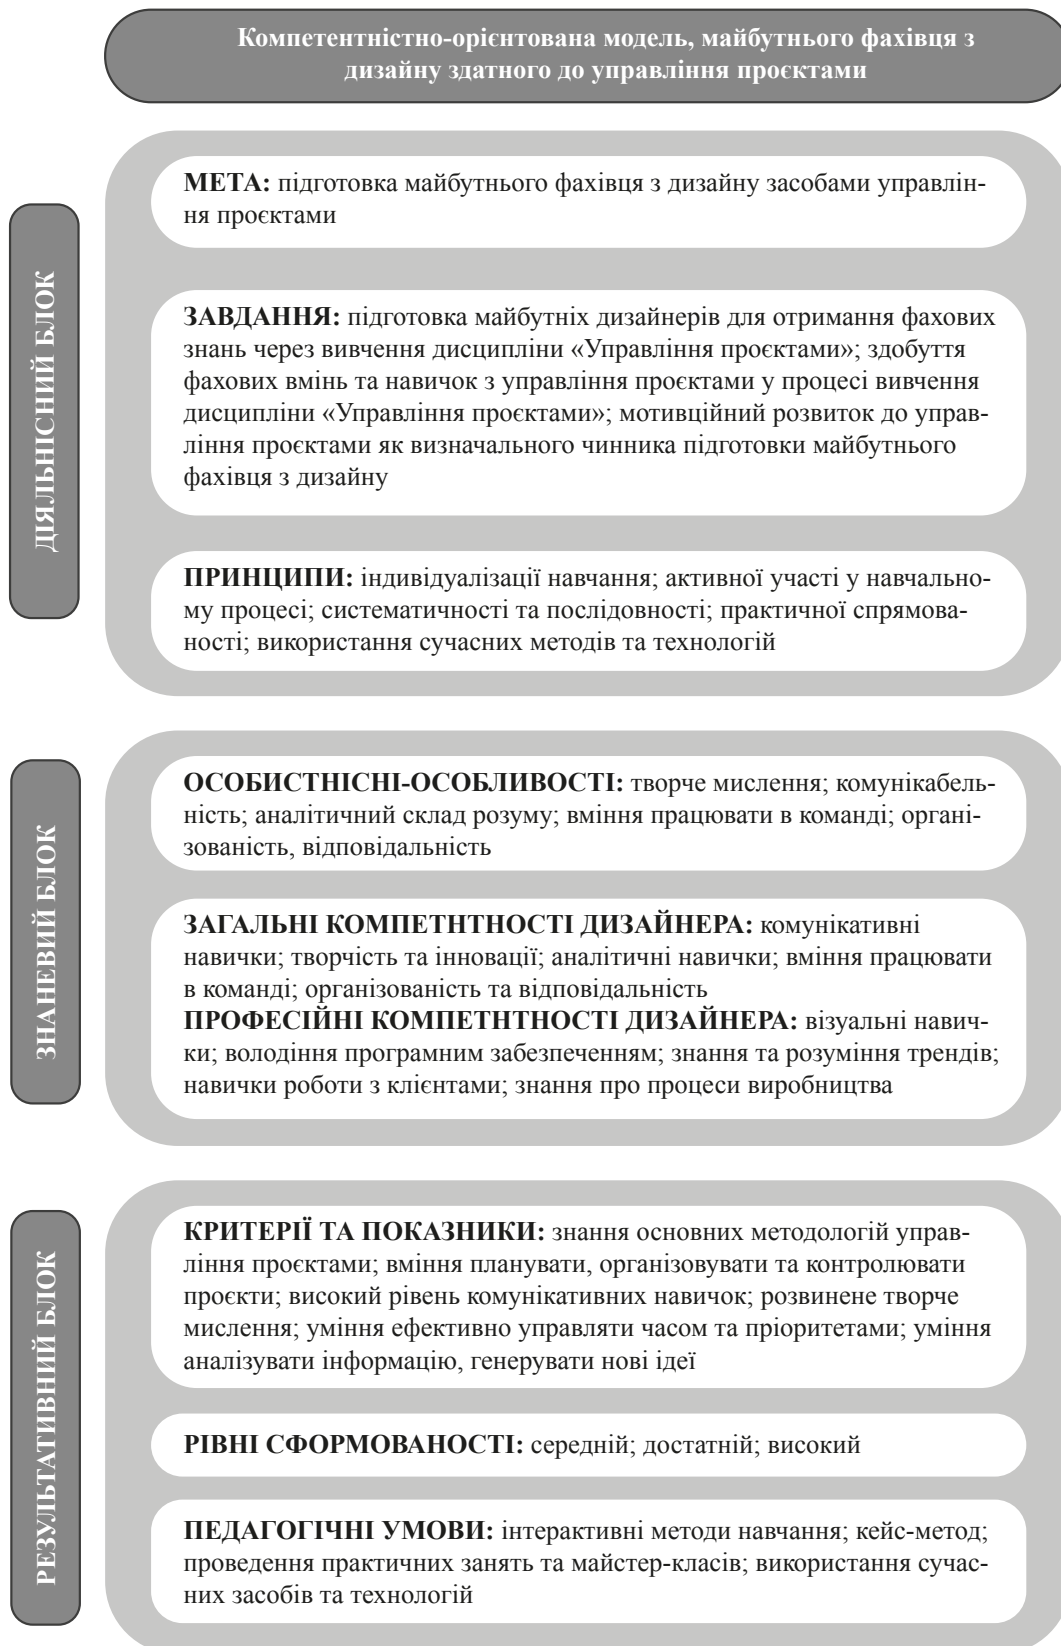 Компетентнісно-орієнтована модель, майбутнього фахівця з
дизайну здатного до управління проєктами
ДІЯЛЬНІСНИЙ БЛОК
МЕТА: підготовка майбутнього фахівця з дизайну засобами управлін-
ня проєктами
ЗАВДАННЯ: підготовка майбутніх дизайнерів для отримання фахових
знань через вивчення дисципліни «Управління проєктами»; здобуття
фахових вмінь та навичок з управління проєктами у процесі вивчення
дисципліни «Управління проєктами»; мотивційний розвиток до управ-
ління проєктами як визначального чинника підготовки майбутнього
фахівця з дизайну
ПРИНЦИПИ: індивідуалізації навчання; активної участі у навчально-
му процесі; систематичності та послідовності; практичної спрямова-
ності; використання сучасних методів та технологій
ЗНАНЕВИЙ БЛОК
ОСОБИСТНІСНІ-ОСОБЛИВОСТІ: творче мислення; комунікабель-
ність; аналітичний склад розуму; вміння працювати в команді; органі-
зованість, відповідальність
ЗАГАЛЬНІ КОМПЕТНТНОСТІ ДИЗАЙНЕРА: комунікативні
навички; творчість та інновації; аналітичні навички; вміння працювати
в команді; організованість та відповідальність
ПРОФЕСІЙНІ КОМПЕТНТНОСТІ ДИЗАЙНЕРА: візуальні навич-
ки; володіння програмним забезпеченням; знання та розуміння трендів;
навички роботи з клієнтами; знання про процеси виробництва
РЕЗУЛЬТАТИВНИЙ БЛОК
КРИТЕРІЇ ТА ПОКАЗНИКИ: знання основних методологій управ-
ління проєктами; вміння планувати, організовувати та контролювати
проєкти; високий рівень комунікативних навичок; розвинене творче
мислення; уміння ефективно управляти часом та пріоритетами; уміння
аналізувати інформацію, генерувати нові ідеї
РІВНІ СФОРМОВАНОСТІ: середній; достатній; високий
ПЕДАГОГІЧНІ УМОВИ: інтерактивні методи навчання; кейс-метод;
проведення практичних занять та майстер-класів; використання сучас-
них засобів та технологій